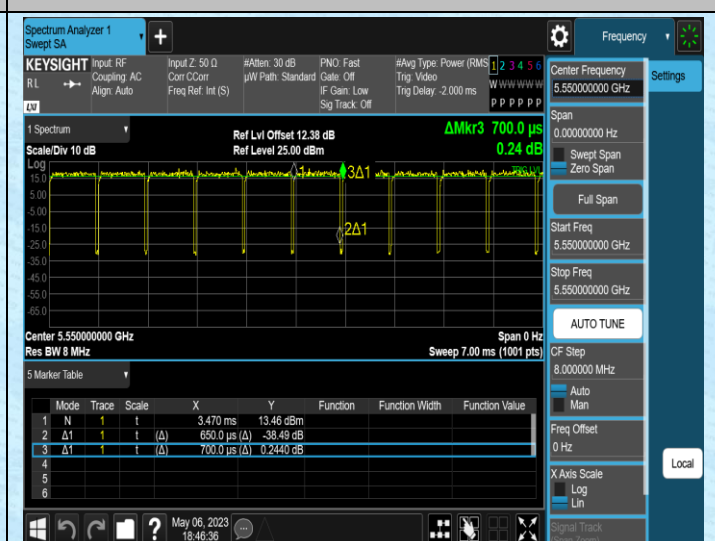 Spectrum Analyzer 1
Swept SA
Frequency
KEYSIGHT
R L
LXI
Input: RF
Coupling: AC
Align: Auto
Input Z: 50 Ω
Corr CCorr
Freq Ref: Int (S)
#Atten: 30 dB
µW Path: Standard
PNO: Fast
Gate: Off
IF Gain: Low
Sig Track: Off
#Avg Type: Power (RMS
Trig: Video
Trig Delay: -2.000 ms
1 2 3 4 5 6
W W W W W W
P P P P P P
1 Spectrum
Scale/Div 10 dB
Log
Ref Lvl Offset 12.38 dB
Ref Level 25.00 dBm
ΔMkr3 700.0 µs
0.24 dB
15.0
5.00
-5.00
-15.0
-25.0
-35.0
-45.0
-55.0
-65.0
1
3Δ1
2Δ1
TRIG LVL
Center 5.550000000 GHz
Res BW 8 MHz
Span 0 Hz
Sweep 7.00 ms (1001 pts)
5 Marker Table
Mode Trace Scale X Y Function Function Width Function Value
1 N 1 t 3.470 ms 13.46 dBm
2 Δ1 1 t (Δ) 650.0 µs (Δ) -38.49 dB
3 Δ1 1 t (Δ) 700.0 µs (Δ) 0.2440 dB
4
5
6
May 06, 2023
18:46:36
Center Frequency
5.550000000 GHz
Span
0.00000000 Hz
Swept Span
Zero Span
Full Span
Start Freq
5.550000000 GHz
Stop Freq
5.550000000 GHz
AUTO TUNE
CF Step
8.000000 MHz
Auto
Man
Freq Offset
0 Hz
X Axis Scale
Log
Lin
Signal Track
(Span Zoom)
Settings
Local